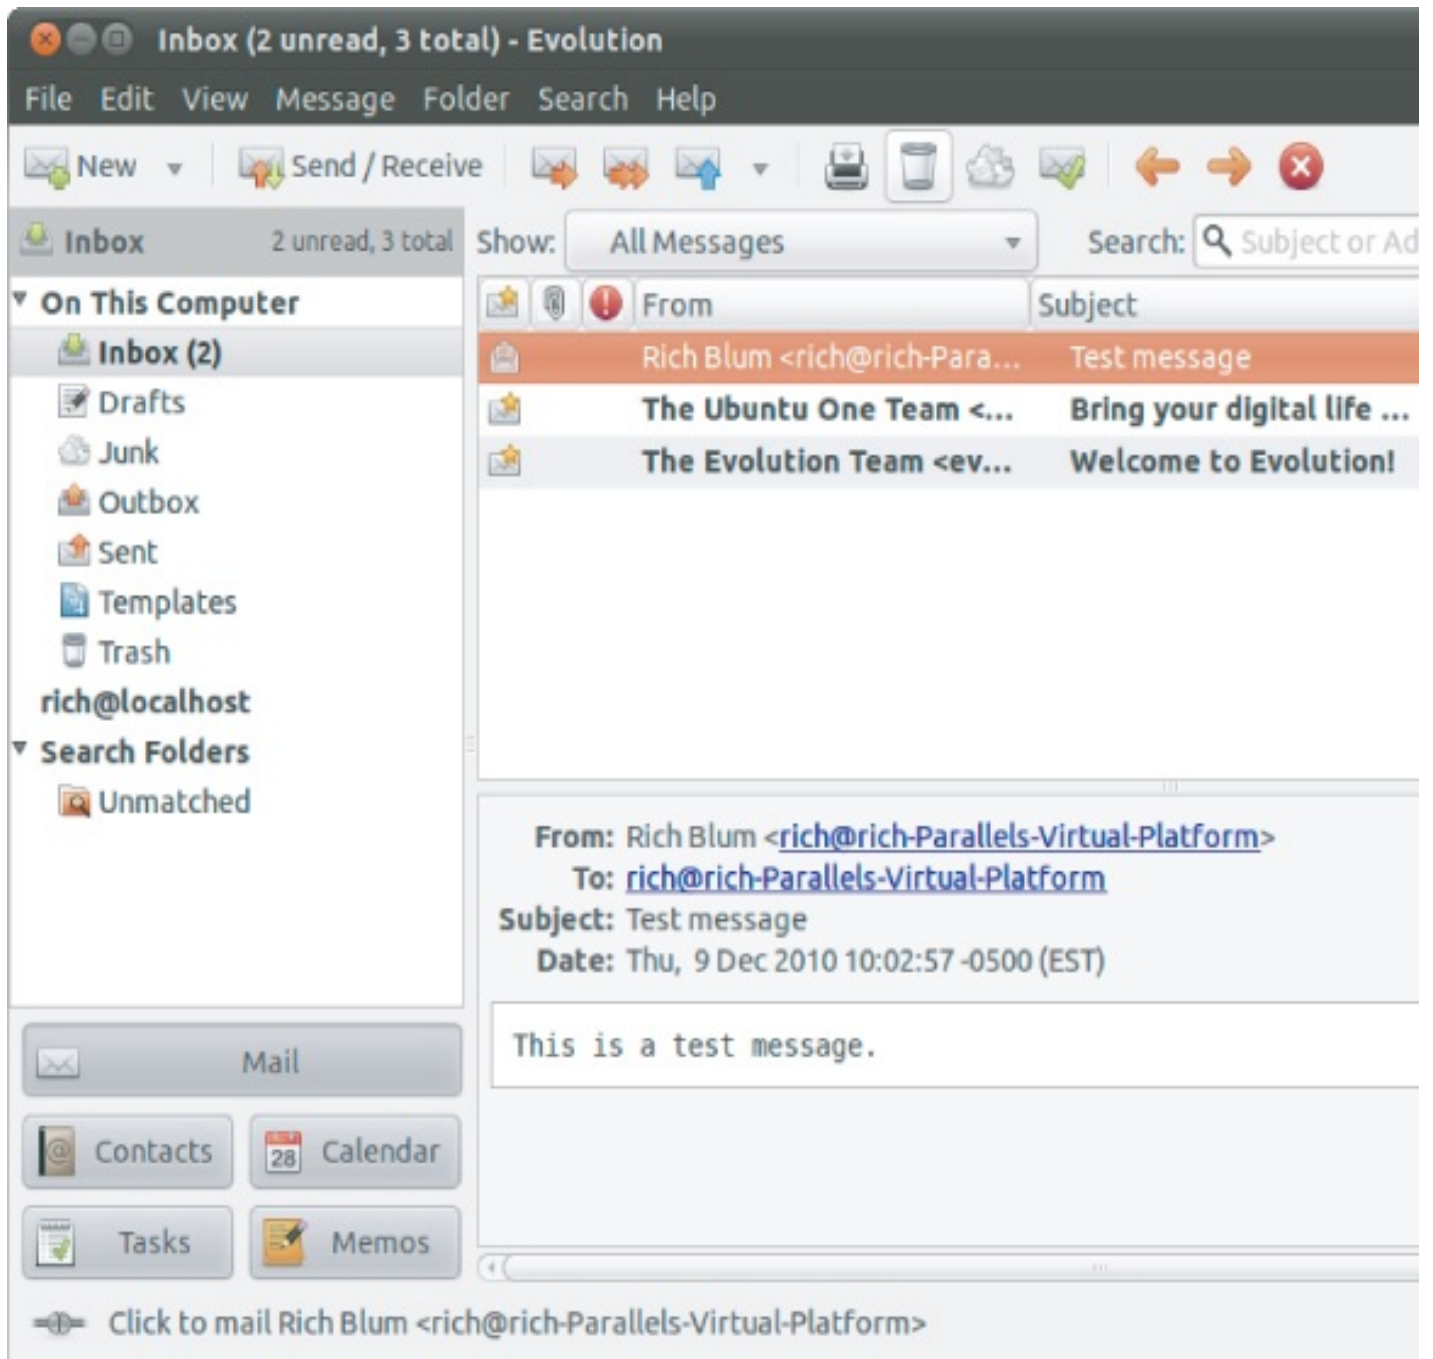 Inbox (2 unread, 3 total) - Evolution
File Edit View Message Folder Search Help
New Send / Receive
Inbox 2 unread, 3 total
Show: All Messages Search: Subject or Ad
On This Computer
Inbox (2)
Drafts
Junk
Outbox
Sent
Templates
Trash
rich@localhost
Search Folders
Unmatched
From Subject
Rich Blum <rich@rich-Para... Test message
The Ubuntu One Team <... Bring your digital life ...
The Evolution Team <ev... Welcome to Evolution!
From: Rich Blum <rich@rich-Parallels-Virtual-Platform>
To: rich@rich-Parallels-Virtual-Platform
Subject: Test message
Date: Thu, 9 Dec 2010 10:02:57 -0500 (EST)
This is a test message.
Mail
Contacts 28 Calendar
Tasks Memos
Click to mail Rich Blum <rich@rich-Parallels-Virtual-Platform>